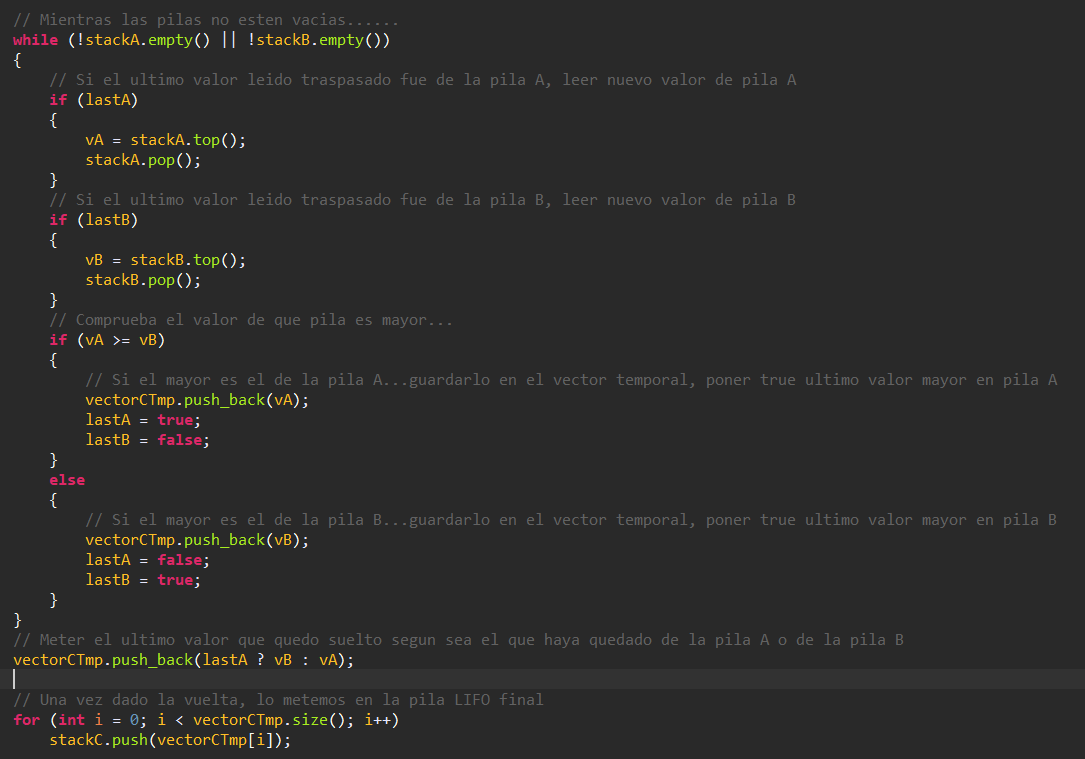 // Mientras las pilas no esten vacias......
while (!stackA.empty() || !stackB.empty())
{
    // Si el ultimo valor leido traspasado fue de la pila A, leer nuevo valor de pila A
    if (lastA)
    {
        vA = stackA.top();
        stackA.pop();
    }
    // Si el ultimo valor leido traspasado fue de la pila B, leer nuevo valor de pila B
    if (lastB)
    {
        vB = stackB.top();
        stackB.pop();
    }
    // Comprueba el valor de que pila es mayor...
    if (vA >= vB)
    {
        // Si el mayor es el de la pila A...guardarlo en el vector temporal, poner true ultimo valor mayor en pila A
        vectorCTmp.push_back(vA);
        lastA = true;
        lastB = false;
    }
    else
    {
        // Si el mayor es el de la pila B...guardarlo en el vector temporal, poner true ultimo valor mayor en pila B
        vectorCTmp.push_back(vB);
        lastA = false;
        lastB = true;
    }
}
// Meter el ultimo valor que quedo suelto segun sea el que haya quedado de la pila A o de la pila B
vectorCTmp.push_back(lastA ? vB : vA);

// Una vez dado la vuelta, lo metemos en la pila LIFO final
for (int i = 0; i < vectorCTmp.size(); i++)
    stackC.push(vectorCTmp[i]);